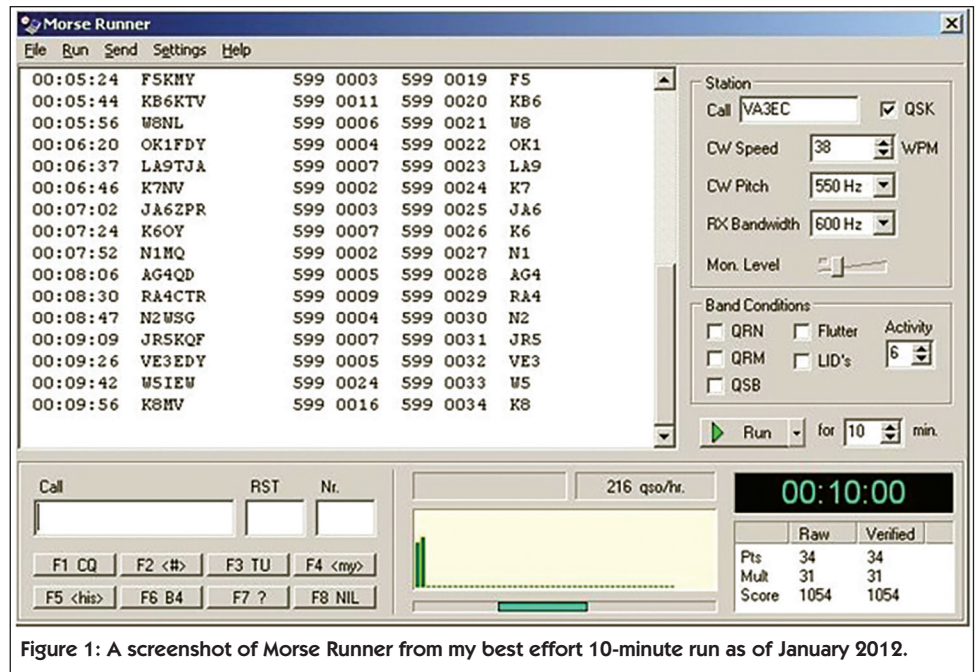 Morse Runner
File Run Send Settings Help
00:05:24 F5KMY 599 0003 599 0019 F5
00:05:44 KB6KTV 599 0011 599 0020 KB6
00:05:56 W8NL 599 0006 599 0021 W8
00:06:20 OK1FDY 599 0004 599 0022 OK1
00:06:37 LA9TJA 599 0007 599 0023 LA9
00:06:46 K7NV 599 0002 599 0024 K7
00:07:02 JA6ZPR 599 0003 599 0025 JA6
00:07:24 K6OY 599 0007 599 0026 K6
00:07:52 N1MQ 599 0002 599 0027 N1
00:08:06 AG4QD 599 0005 599 0028 AG4
00:08:30 RA4CTR 599 0009 599 0029 RA4
00:08:47 N2WSG 599 0004 599 0030 N2
00:09:09 JR5KQF 599 0007 599 0031 JR5
00:09:26 VE3EDY 599 0005 599 0032 VE3
00:09:42 W5IEW 599 0024 599 0033 W5
00:09:56 K8MV 599 0016 599 0034 K8
Station
Call VA3EC QSK
CW Speed 38 WPM
CW Pitch 550 Hz
RX Bandwidth 600 Hz
Mon. Level
Band Conditions
QRN Flutter Activity
QRM LID's 6
QSB
Run for 10 min.
Call RST Nr.
F1 CQ F2 <#> F3 TU F4 <my>
F5 <his> F6 B4 F7 ? F8 NIL
216 qso/hr.
00:10:00
Raw Verified
Pts 34 34
Mult 31 31
Score 1054 1054
Figure 1: A screenshot of Morse Runner from my best effort 10-minute run as of January 2012.